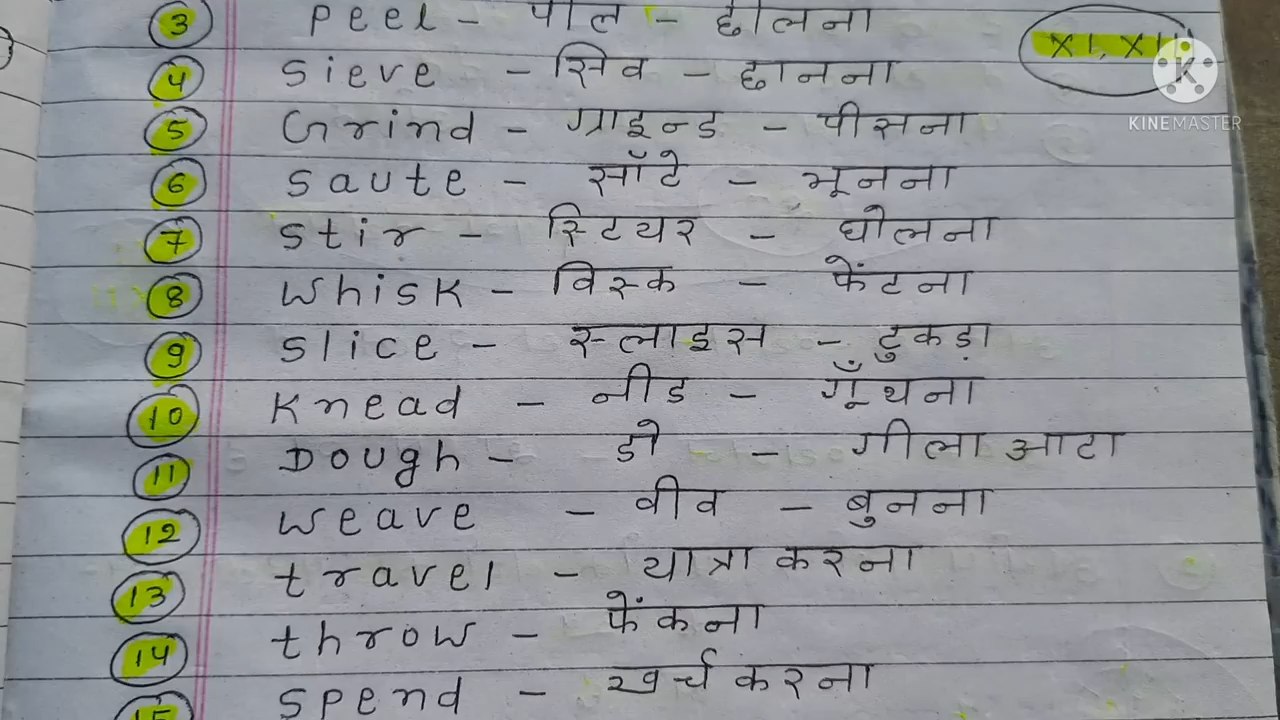 3 Peel - पील - छीलना
XI, XII
4 Sieve - सिव - छानना
KINEMASTER
5 Grind - ग्राइन्ड - पीसना
6 Saute - सॉटे - भूनना
7 Stir - स्टियर - घोलना
8 Whisk - विस्क - फेंटना
9 Slice - स्लाइस - टुकड़ा
10 Knead - नीड - गूँथना
11 Dough - डो - गीला आटा
12 Weave - वीव - बुनना
13 travel - यात्रा करना
14 throw - फेंकना
15 Spend - खर्च करना